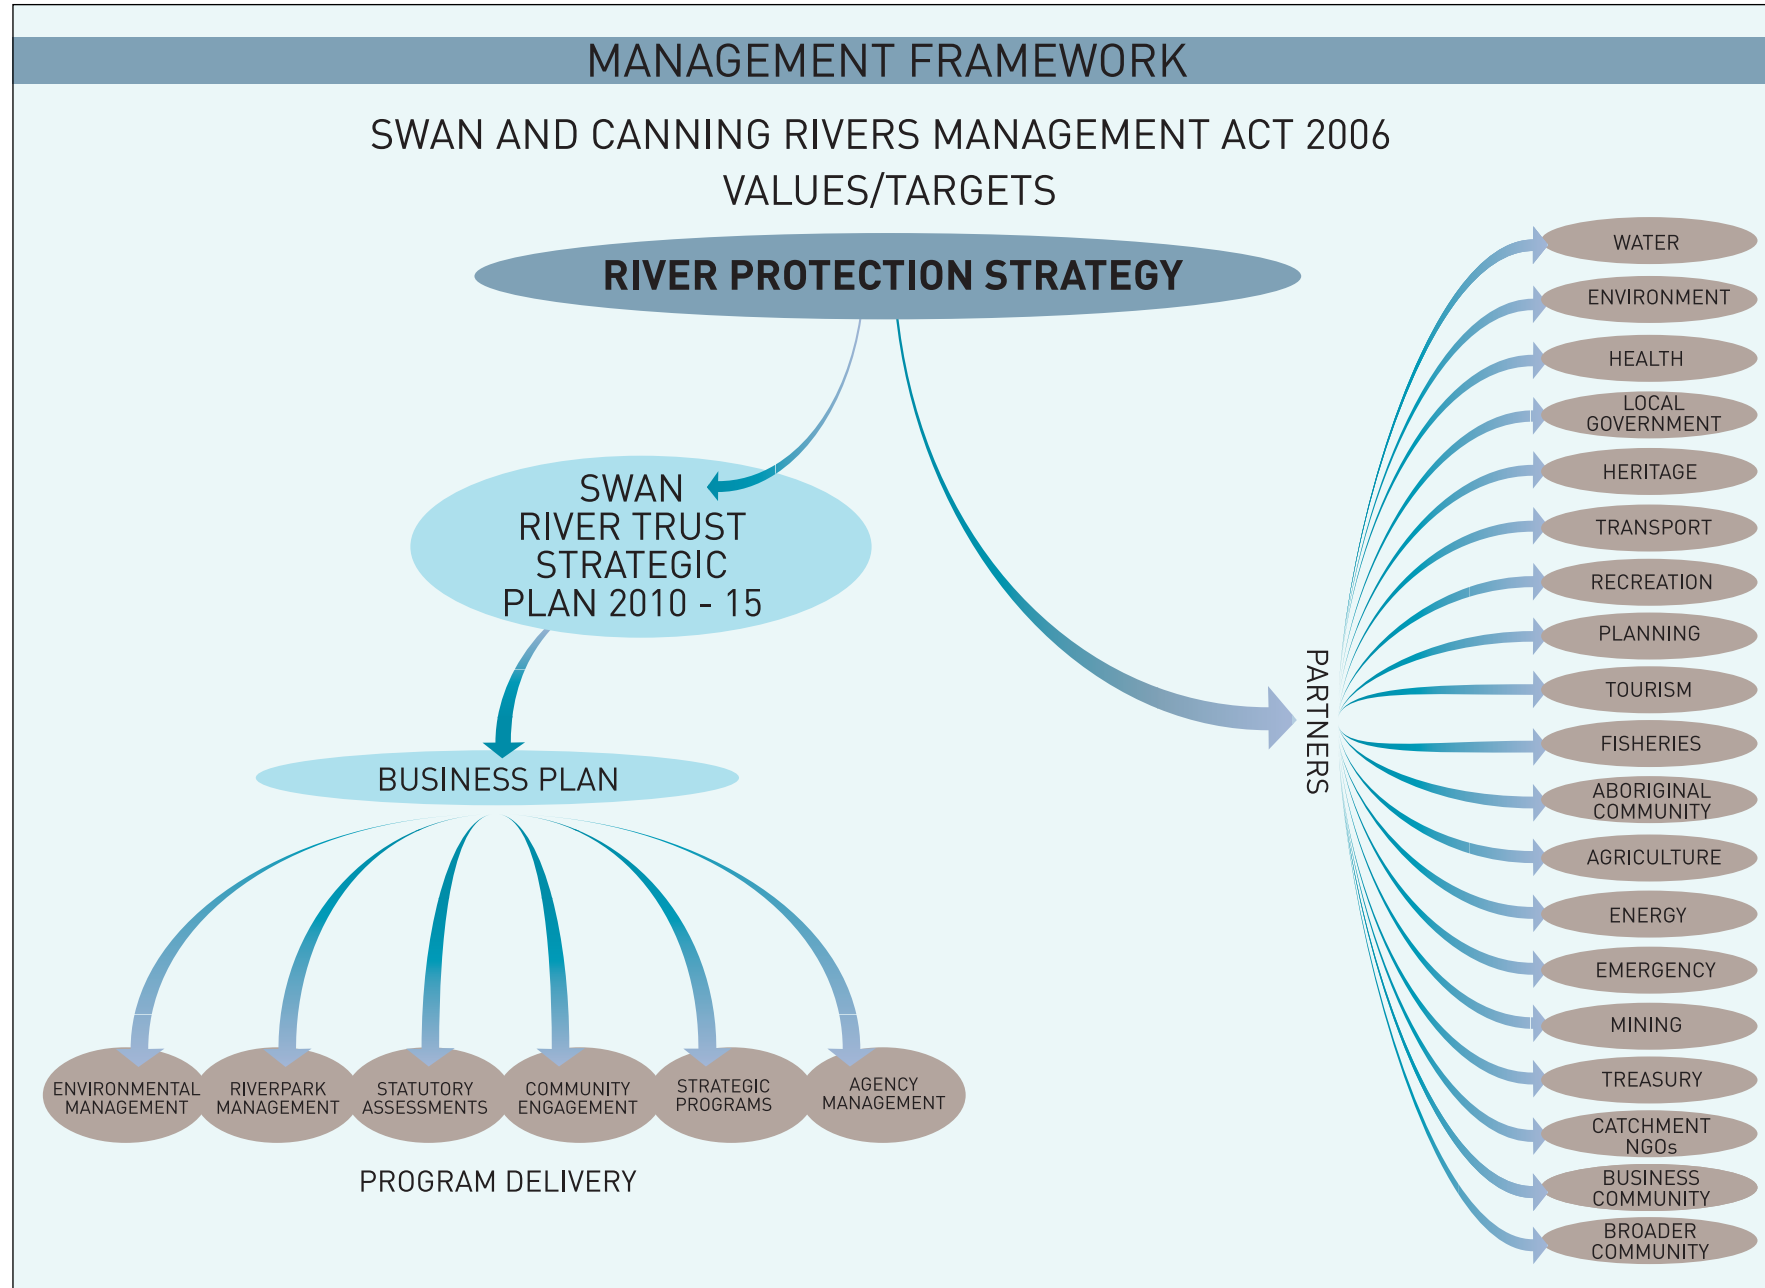 MANAGEMENT FRAMEWORK
SWAN AND CANNING RIVERS MANAGEMENT ACT 2006
VALUES/TARGETS
RIVER PROTECTION STRATEGY
SWAN
RIVER TRUST
STRATEGIC
PLAN 2010 - 15
BUSINESS PLAN
ENVIRONMENTAL
MANAGEMENT
RIVERPARK
MANAGEMENT
STATUTORY
ASSESSMENTS
COMMUNITY
ENGAGEMENT
STRATEGIC
PROGRAMS
AGENCY
MANAGEMENT
PROGRAM DELIVERY
PARTNERS
WATER
ENVIRONMENT
HEALTH
LOCAL
GOVERNMENT
HERITAGE
TRANSPORT
RECREATION
PLANNING
TOURISM
FISHERIES
ABORIGINAL
COMMUNITY
AGRICULTURE
ENERGY
EMERGENCY
MINING
TREASURY
CATCHMENT
NGOs
BUSINESS
COMMUNITY
BROADER
COMMUNITY